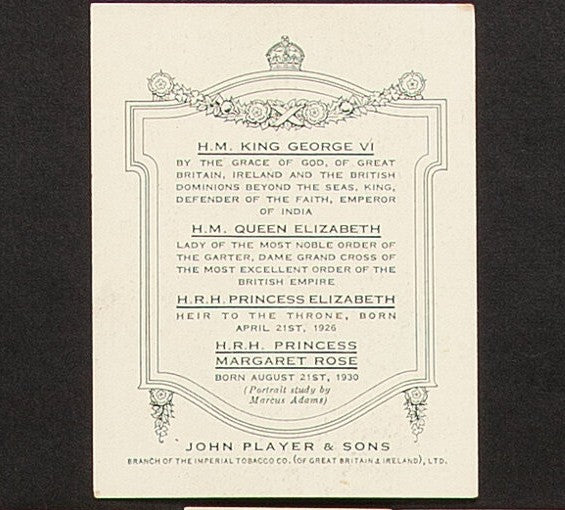 H.M. KING GEORGE VI
BY THE GRACE OF GOD, OF GREAT
BRITAIN, IRELAND AND THE BRITISH
DOMINIONS BEYOND THE SEAS, KING,
DEFENDER OF THE FAITH, EMPEROR
OF INDIA
H.M. QUEEN ELIZABETH
LADY OF THE MOST NOBLE ORDER OF
THE GARTER, DAME GRAND CROSS OF
THE MOST EXCELLENT ORDER OF THE
BRITISH EMPIRE
H.R.H. PRINCESS ELIZABETH
HEIR TO THE THRONE, BORN
APRIL 21ST, 1926
H.R.H. PRINCESS
MARGARET ROSE
BORN AUGUST 21ST, 1930
(Portrait study by
Marcus Adams)
JOHN PLAYER & SONS
BRANCH OF THE IMPERIAL TOBACCO CO. (OF GREAT BRITAIN & IRELAND), LTD.